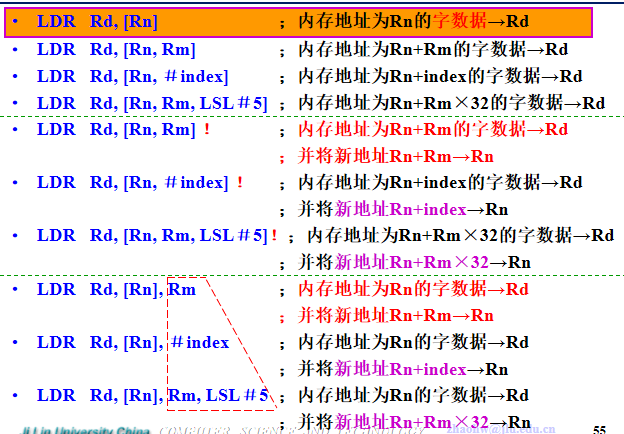 • LDR Rd, [Rn] ; 内存地址为Rn的字数据→Rd
• LDR Rd, [Rn, Rm] ; 内存地址为Rn+Rm的字数据→Rd
• LDR Rd, [Rn, #index] ; 内存地址为Rn+index的字数据→Rd
• LDR Rd, [Rn, Rm, LSL#5] ; 内存地址为Rn+Rm×32的字数据→Rd
• LDR Rd, [Rn, Rm] ! ; 内存地址为Rn+Rm的字数据→Rd
; 并将新地址Rn+Rm→Rn
• LDR Rd, [Rn, #index] ! ; 内存地址为Rn+index的字数据→Rd
; 并将新地址Rn+index→Rn
• LDR Rd, [Rn, Rm, LSL#5] ! ; 内存地址为Rn+Rm×32的字数据→Rd
; 并将新地址Rn+Rm×32→Rn
• LDR Rd, [Rn], Rm ; 内存地址为Rn的字数据→Rd
; 并将新地址Rn+Rm→Rn
• LDR Rd, [Rn], #index ; 内存地址为Rn的字数据→Rd
; 并将新地址Rn+index→Rn
• LDR Rd, [Rn], Rm, LSL#5 ; 内存地址为Rn的字数据→Rd
; 并将新地址Rn+Rm×32→Rn
Ji Lin University China COMPUTER SCIENCE AND TECHNOLOGY 55